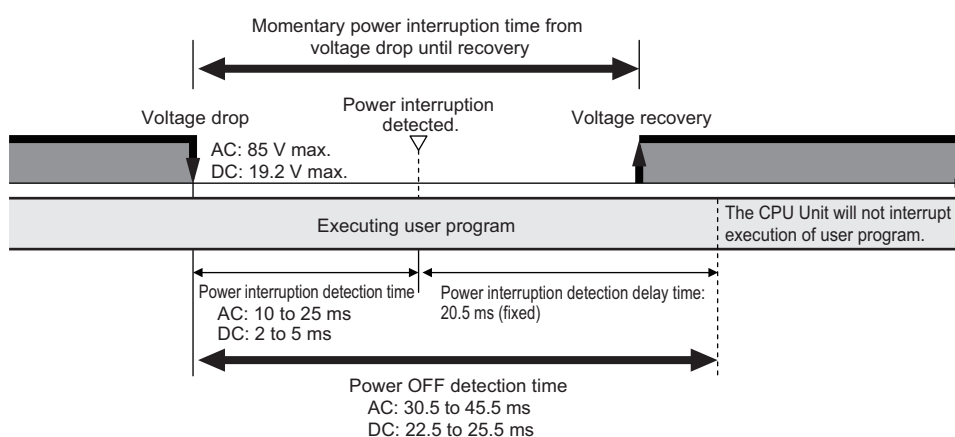 Momentary power interruption time from
voltage drop until recovery
Voltage drop
Power interruption
detected.
Voltage recovery
AC: 85 V max.
DC: 19.2 V max.
Executing user program
The CPU Unit will not interrupt
execution of user program.
Power interruption detection time
AC: 10 to 25 ms
DC: 2 to 5 ms
Power interruption detection delay time:
20.5 ms (fixed)
Power OFF detection time
AC: 30.5 to 45.5 ms
DC: 22.5 to 25.5 ms